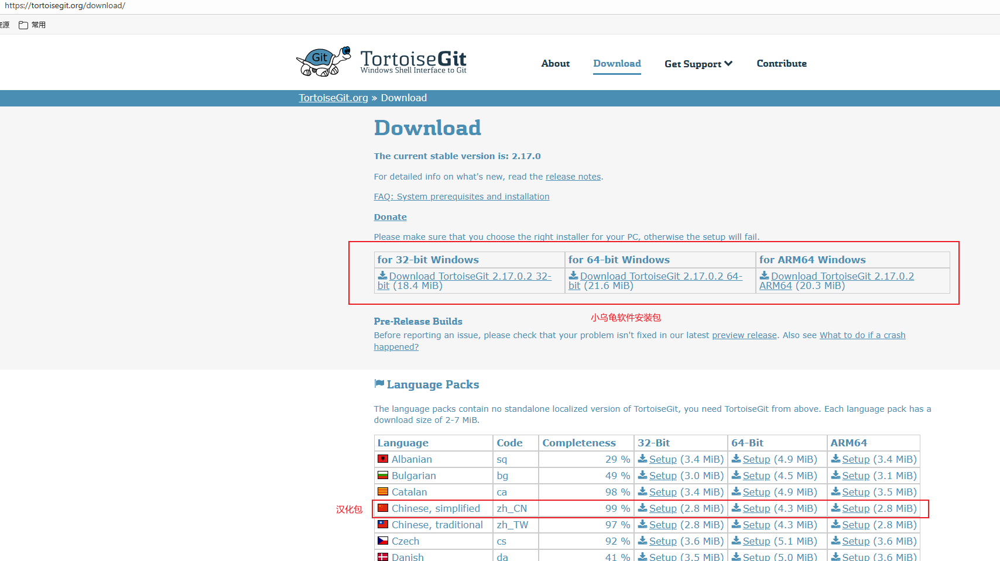 https://tortoisegit.org/download/
资源 常用
Git TortoiseGit
Windows Shell Interface to Git
About Download Get Support Contribute
TortoiseGit.org » Download
Download
The current stable version is: 2.17.0
For detailed info on what's new, read the release notes.
FAQ: System prerequisites and installation
Donate
Please make sure that you choose the right installer for your PC, otherwise the setup will fail.
for 32-bit Windows for 64-bit Windows for ARM64 Windows
Download TortoiseGit 2.17.0.2 32- Download TortoiseGit 2.17.0.2 64- Download TortoiseGit 2.17.0.2
bit (18.4 MiB) bit (21.6 MiB) ARM64 (20.3 MiB)
小乌龟软件安装包
Pre-Release Builds
Before reporting an issue, please check that your problem isn't fixed in our latest preview release. Also see What to do if a crash
happened?
Language Packs
The language packs contain no standalone localized version of TortoiseGit, you need TortoiseGit from above. Each language pack has a
download size of 2-7 MiB.
Language Code Completeness 32-Bit 64-Bit ARM64
Albanian sq 29 % Setup (3.4 MiB) Setup (4.9 MiB) Setup (3.4 MiB)
Bulgarian bg 49 % Setup (3.0 MiB) Setup (4.5 MiB) Setup (3.1 MiB)
Catalan ca 98 % Setup (3.4 MiB) Setup (4.9 MiB) Setup (3.5 MiB)
汉化包 Chinese, simplified zh_CN 99 % Setup (2.8 MiB) Setup (4.3 MiB) Setup (2.8 MiB)
Chinese, traditional zh_TW 97 % Setup (2.8 MiB) Setup (4.3 MiB) Setup (2.8 MiB)
Czech cs 92 % Setup (3.6 MiB) Setup (5.1 MiB) Setup (3.6 MiB)
Danish da 41 % Setup (3.5 MiB) Setup (5.0 MiB) Setup (3.6 MiB)